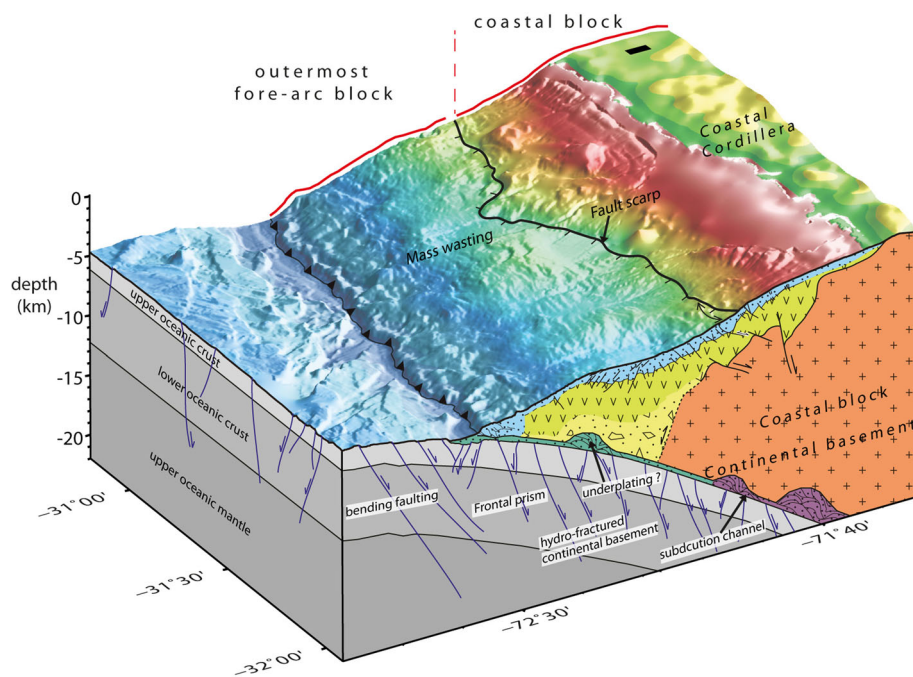 coastal block
outermost
fore-arc block
Coastal
Cordillera
Fault scarp
Mass wasting
0
-5
depth
(km)
-10
-15
-20
upper oceanic crust
lower oceanic crust
upper oceanic mantle
bending faulting
Frontal prism
underplating ?
hydro-fractured
continental basement
subdcution channel
Coastal block
Continental basement
-31°00'
-31°30'
-32°00'
-72°30'
-71°40'